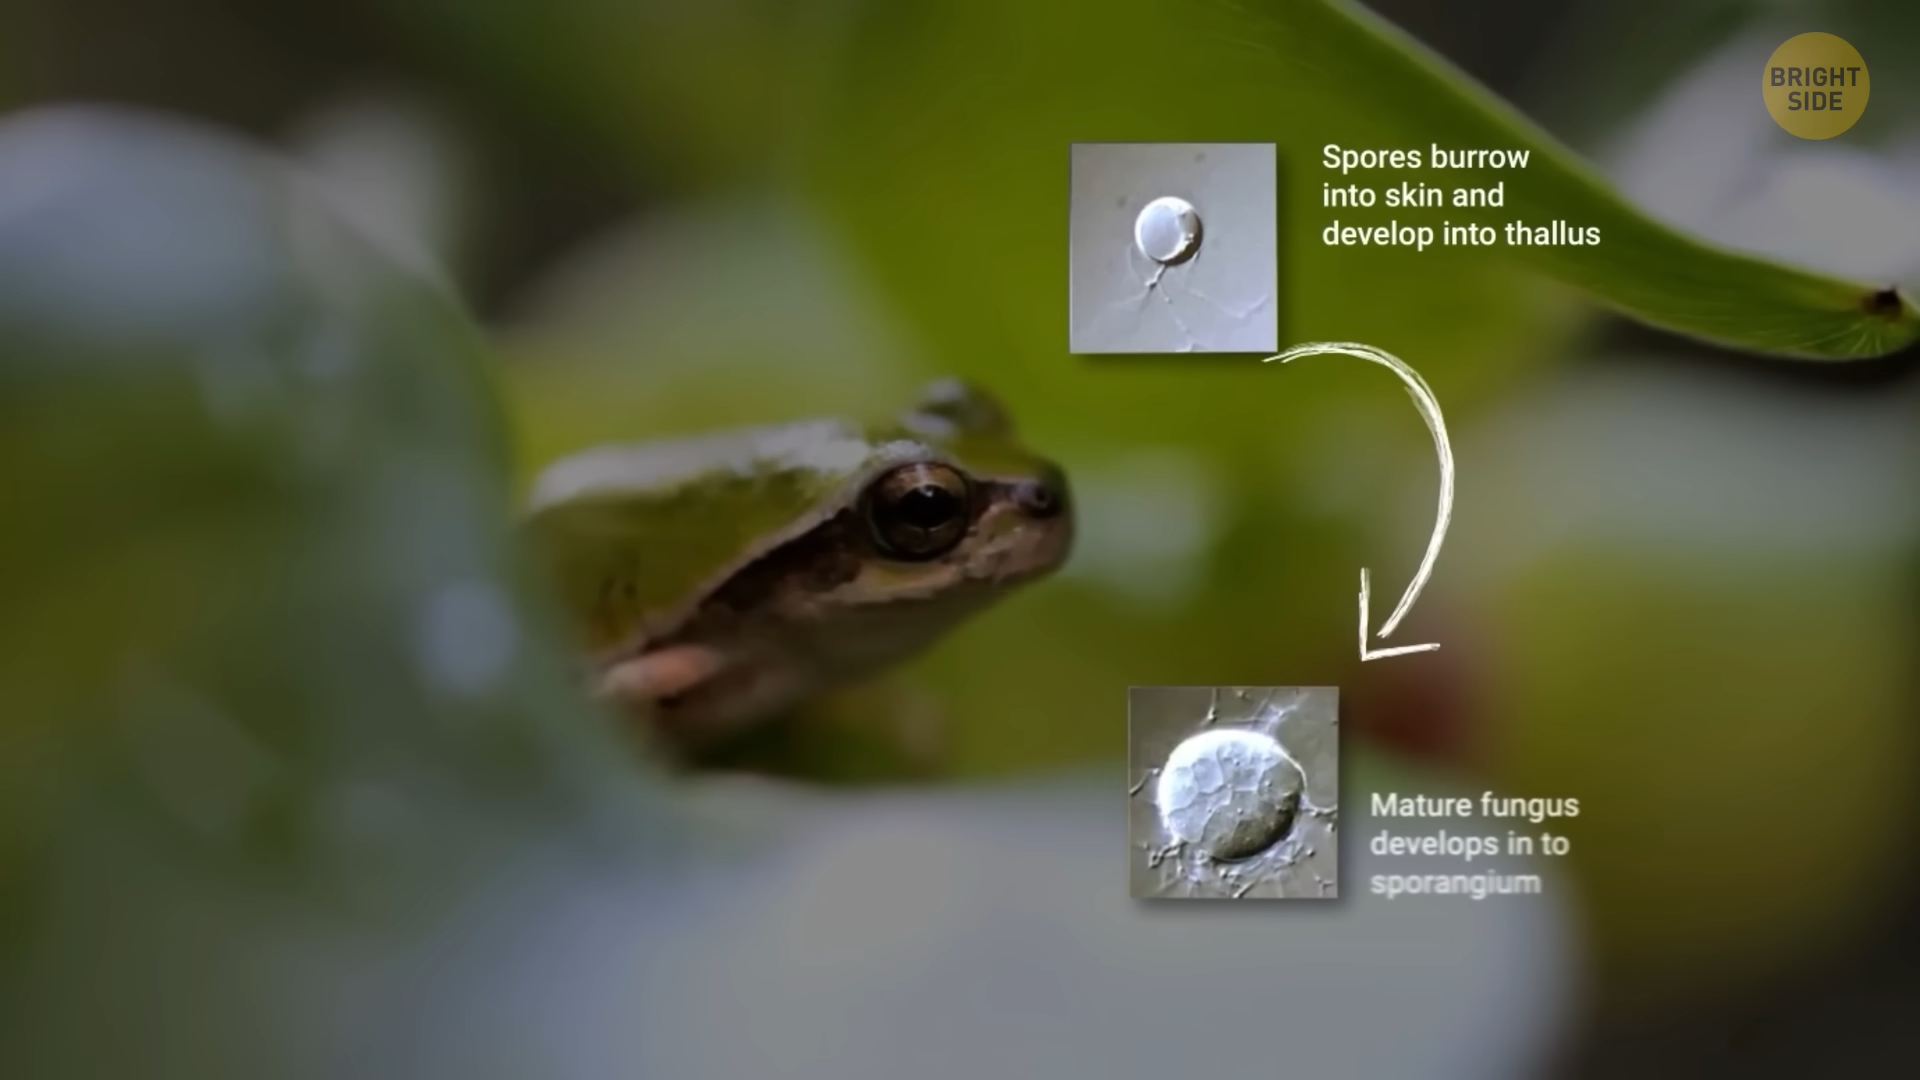 BRIGHT
SIDE
Spores burrow
into skin and
develop into thallus
Mature fungus
develops in to
sporangium